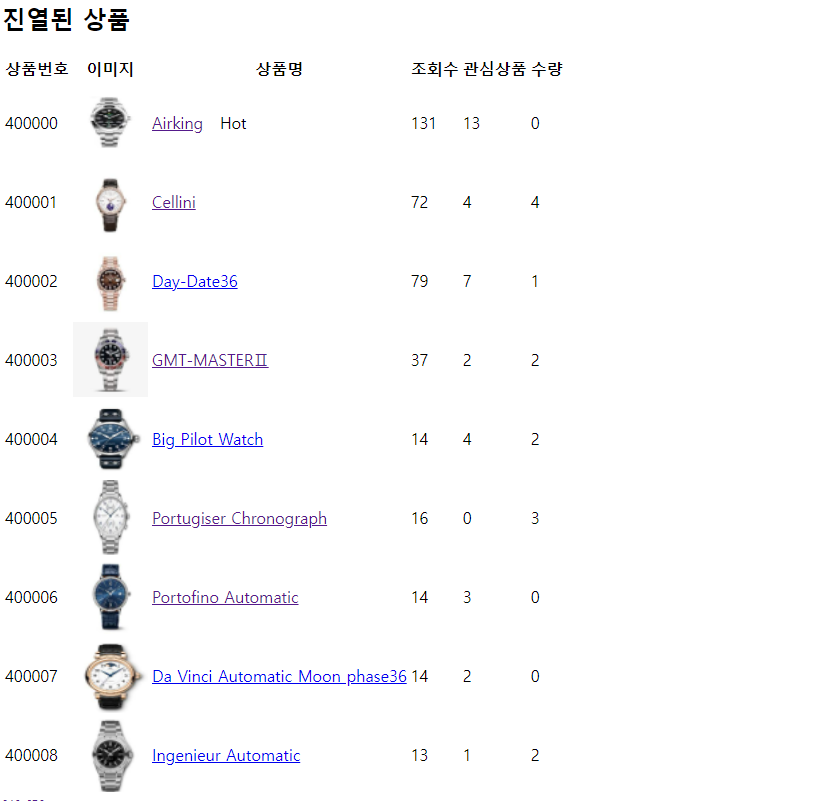 진열된 상품
상품번호 이미지 상품명 조회수 관심상품 수량
400000 Airking Hot 131 13 0
400001 Cellini 72 4 4
400002 Day-Date36 79 7 1
400003 GMT-MASTERⅡ 37 2 2
400004 Big Pilot Watch 14 4 2
400005 Portugiser Chronograph 16 0 3
400006 Portofino Automatic 14 3 0
400007 Da Vinci Automatic Moon phase36 14 2 0
400008 Ingenieur Automatic 13 1 2